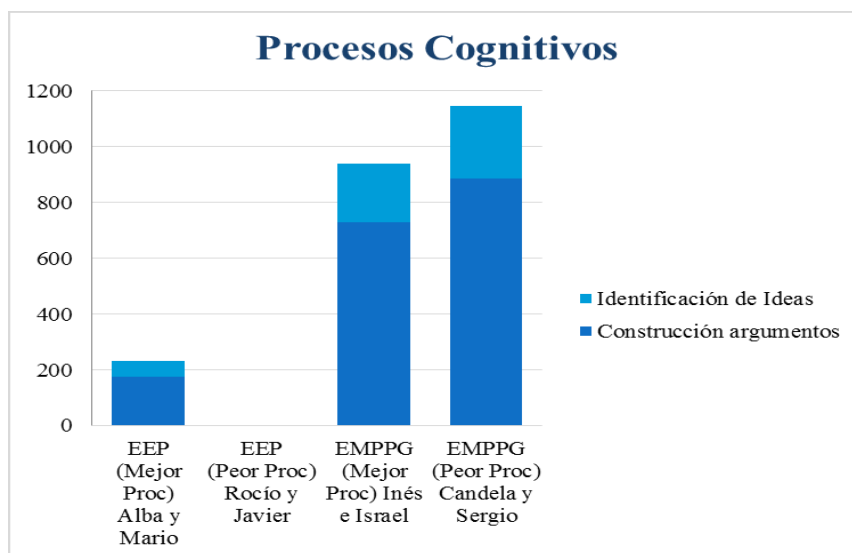 Procesos Cognitivos
1200
1000
800
600
400
200
0
Identificación de Ideas
Construcción argumentos
EEP
(Mejor
Proc)
Alba y
Mario
EEP
(Peor Proc)
Rocío y
Javier
EMPPG
(Mejor
Proc) Inés
e Israel
EMPPG
(Peor Proc)
Candela y
Sergio